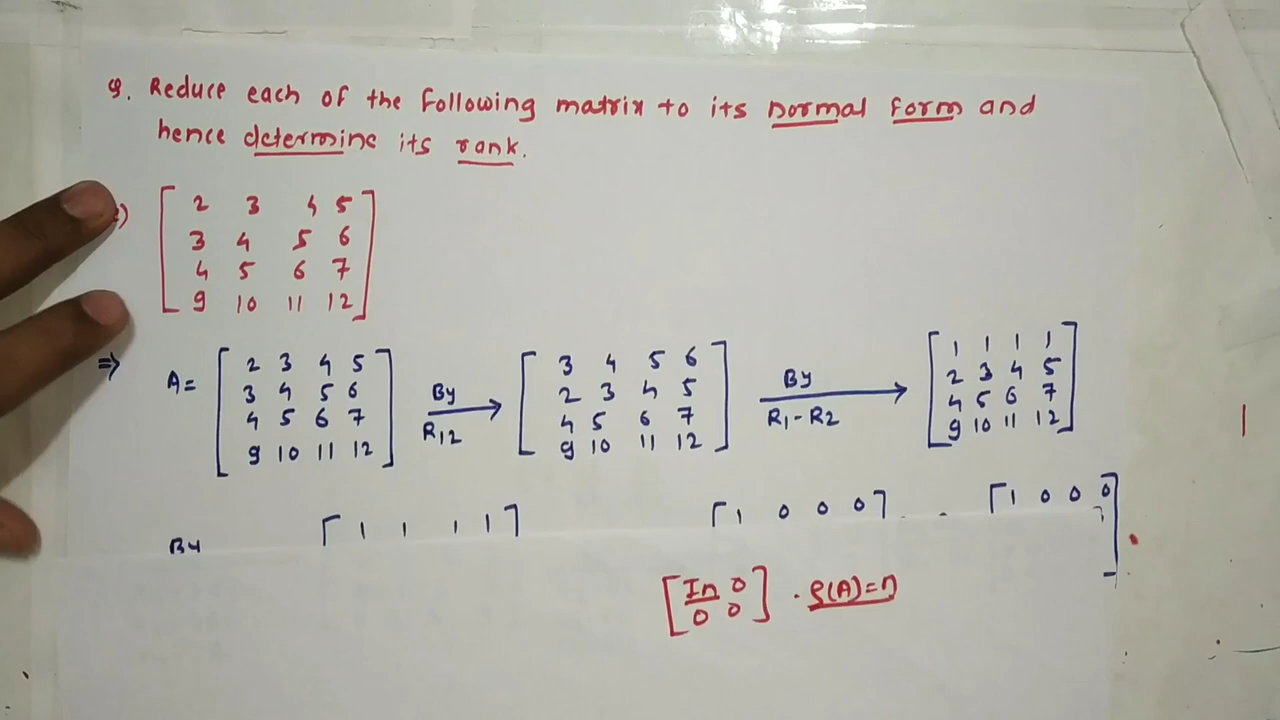 Q. Reduce each of the following matrix to its normal form and
hence determine its rank.
)
2 3 4 5
3 4 5 6
4 5 6 7
9 10 11 12
⇒ A =
2 3 4 5
3 4 5 6
4 5 6 7
9 10 11 12
By
R12
3 4 5 6
2 3 4 5
4 5 6 7
9 10 11 12
By
R1 - R2
1 1 1 1
2 3 4 5
4 5 6 7
9 10 11 12
By
1 1 1 1
1 0 0 0
1 0 0 0
In 0
0 0
. ρ(A) = n